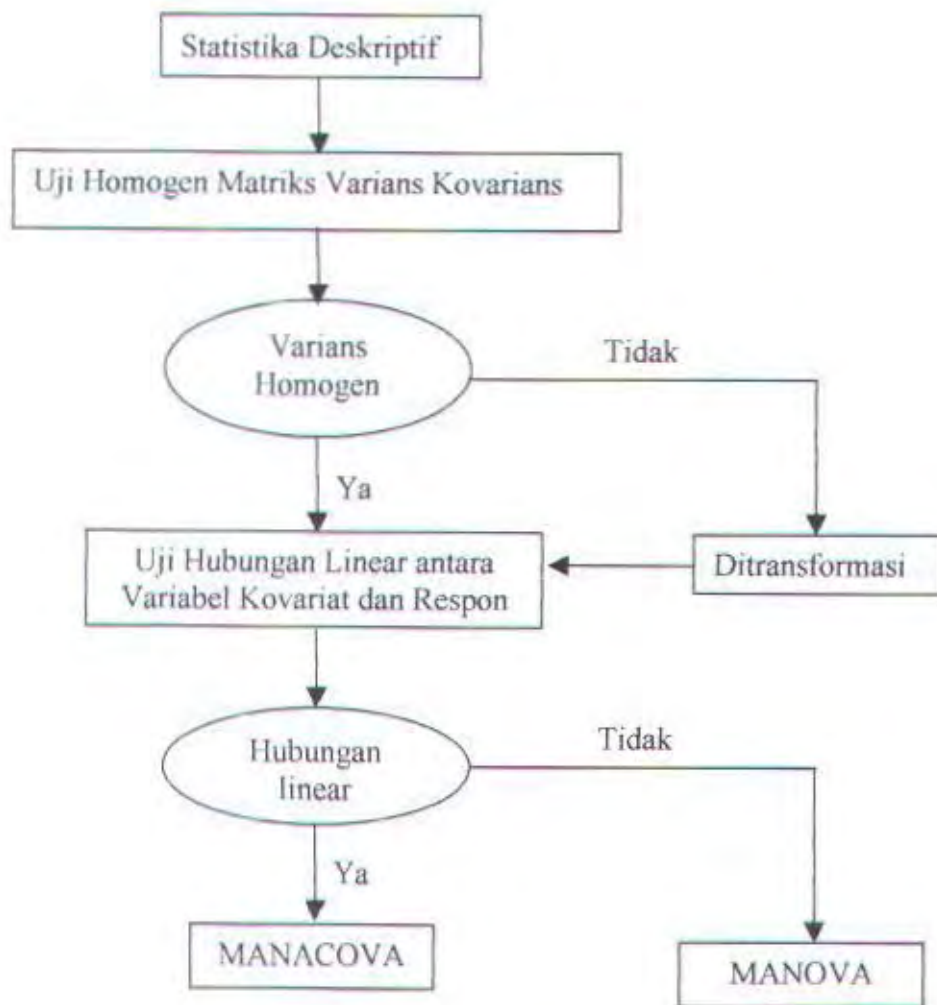 Statistika Deskriptif
Uji Homogen Matriks Varians Kovarians
Varians
Homogen
Tidak
Ya
Uji Hubungan Linear antara
Variabel Kovariat dan Respon
Ditransformasi
Hubungan
linear
Tidak
Ya
MANACOVA
MANOVA